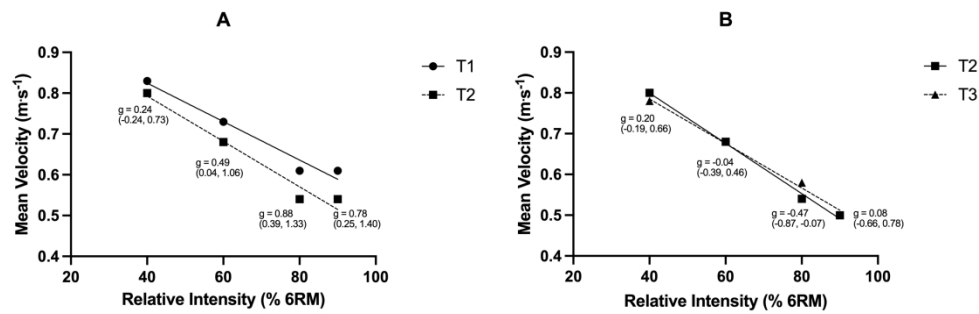 A
0.9
0.8
0.7
0.6
0.5
0.4
Mean Velocity (m·s⁻¹)
20
40
60
80
100
Relative Intensity (% 6RM)
T1
T2
g = 0.24
(-0.24, 0.73)
g = 0.49
(0.04, 1.06)
g = 0.88
(0.39, 1.33)
g = 0.78
(0.25, 1.40)
B
0.9
0.8
0.7
0.6
0.5
0.4
Mean Velocity (m·s⁻¹)
20
40
60
80
100
Relative Intensity (% 6RM)
T2
T3
g = 0.20
(-0.19, 0.66)
g = -0.04
(-0.39, 0.46)
g = -0.47
(-0.87, -0.07)
g = 0.08
(-0.66, 0.78)